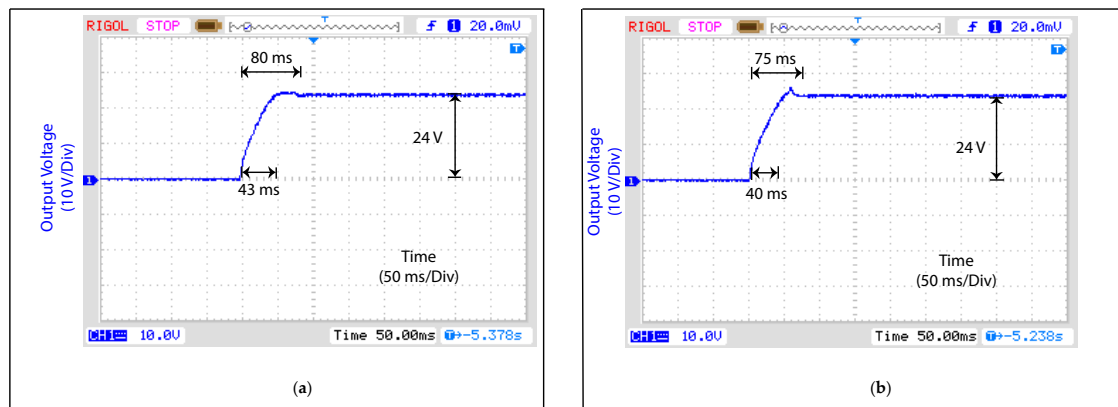 RIGOL STOP T 1 20.0mV
T
80 ms
24 V
1
43 ms
Output Voltage
(10 V/Div)
Time
(50 ms/Div)
CH1 10.0V Time 50.00ms T→-5.378s
(a)
RIGOL STOP T 1 20.0mV
T
75 ms
24 V
1
40 ms
Output Voltage
(10 V/Div)
Time
(50 ms/Div)
CH1 10.0V Time 50.00ms T→-5.238s
(b)